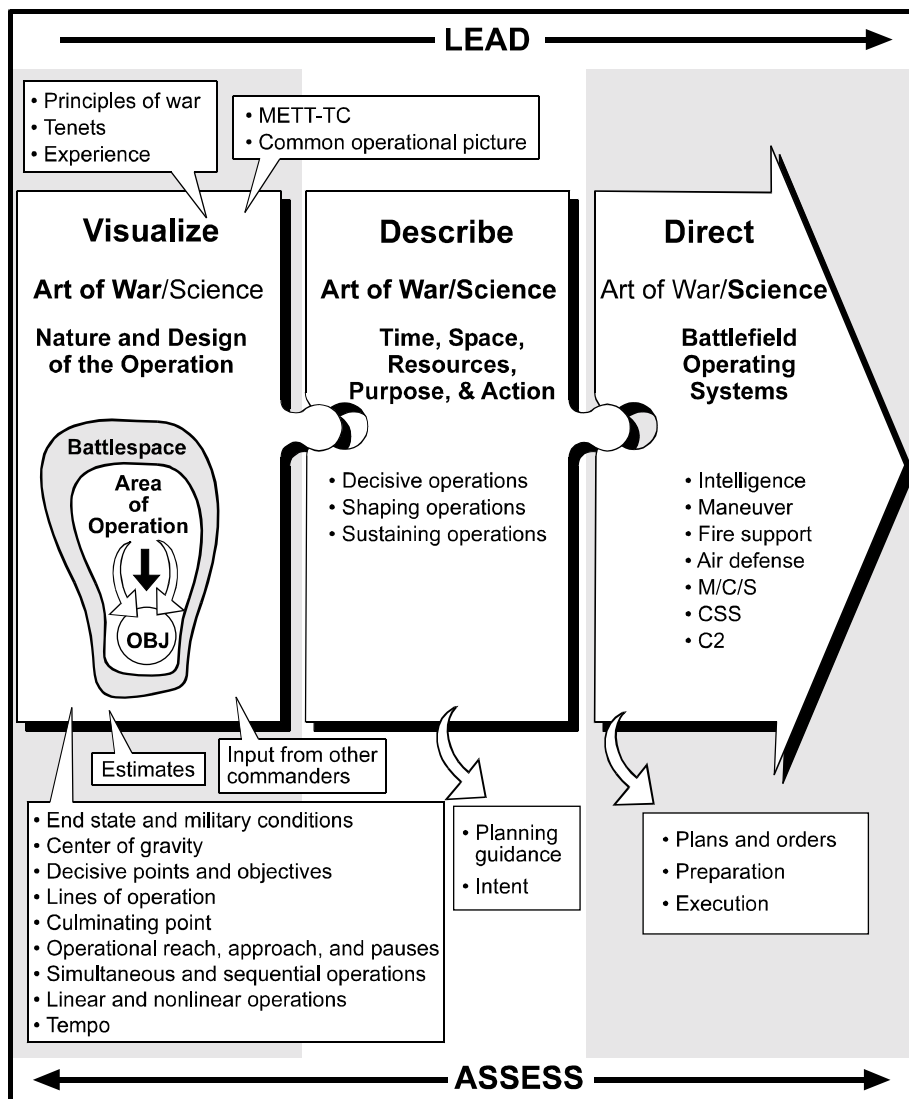 LEAD
• Principles of war
• Tenets
• Experience
• METT-TC
• Common operational picture
Visualize
Art of War/Science
Nature and Design
of the Operation
Battlespace
Area
of
Operation
OBJ
Describe
Art of War/Science
Time, Space,
Resources,
Purpose, & Action
• Decisive operations
• Shaping operations
• Sustaining operations
Direct
Art of War/Science
Battlefield
Operating
Systems
• Intelligence
• Maneuver
• Fire support
• Air defense
• M/C/S
• CSS
• C2
Estimates
Input from other
commanders
• End state and military conditions
• Center of gravity
• Decisive points and objectives
• Lines of operation
• Culminating point
• Operational reach, approach, and pauses
• Simultaneous and sequential operations
• Linear and nonlinear operations
• Tempo
• Planning
guidance
• Intent
• Plans and orders
• Preparation
• Execution
ASSESS